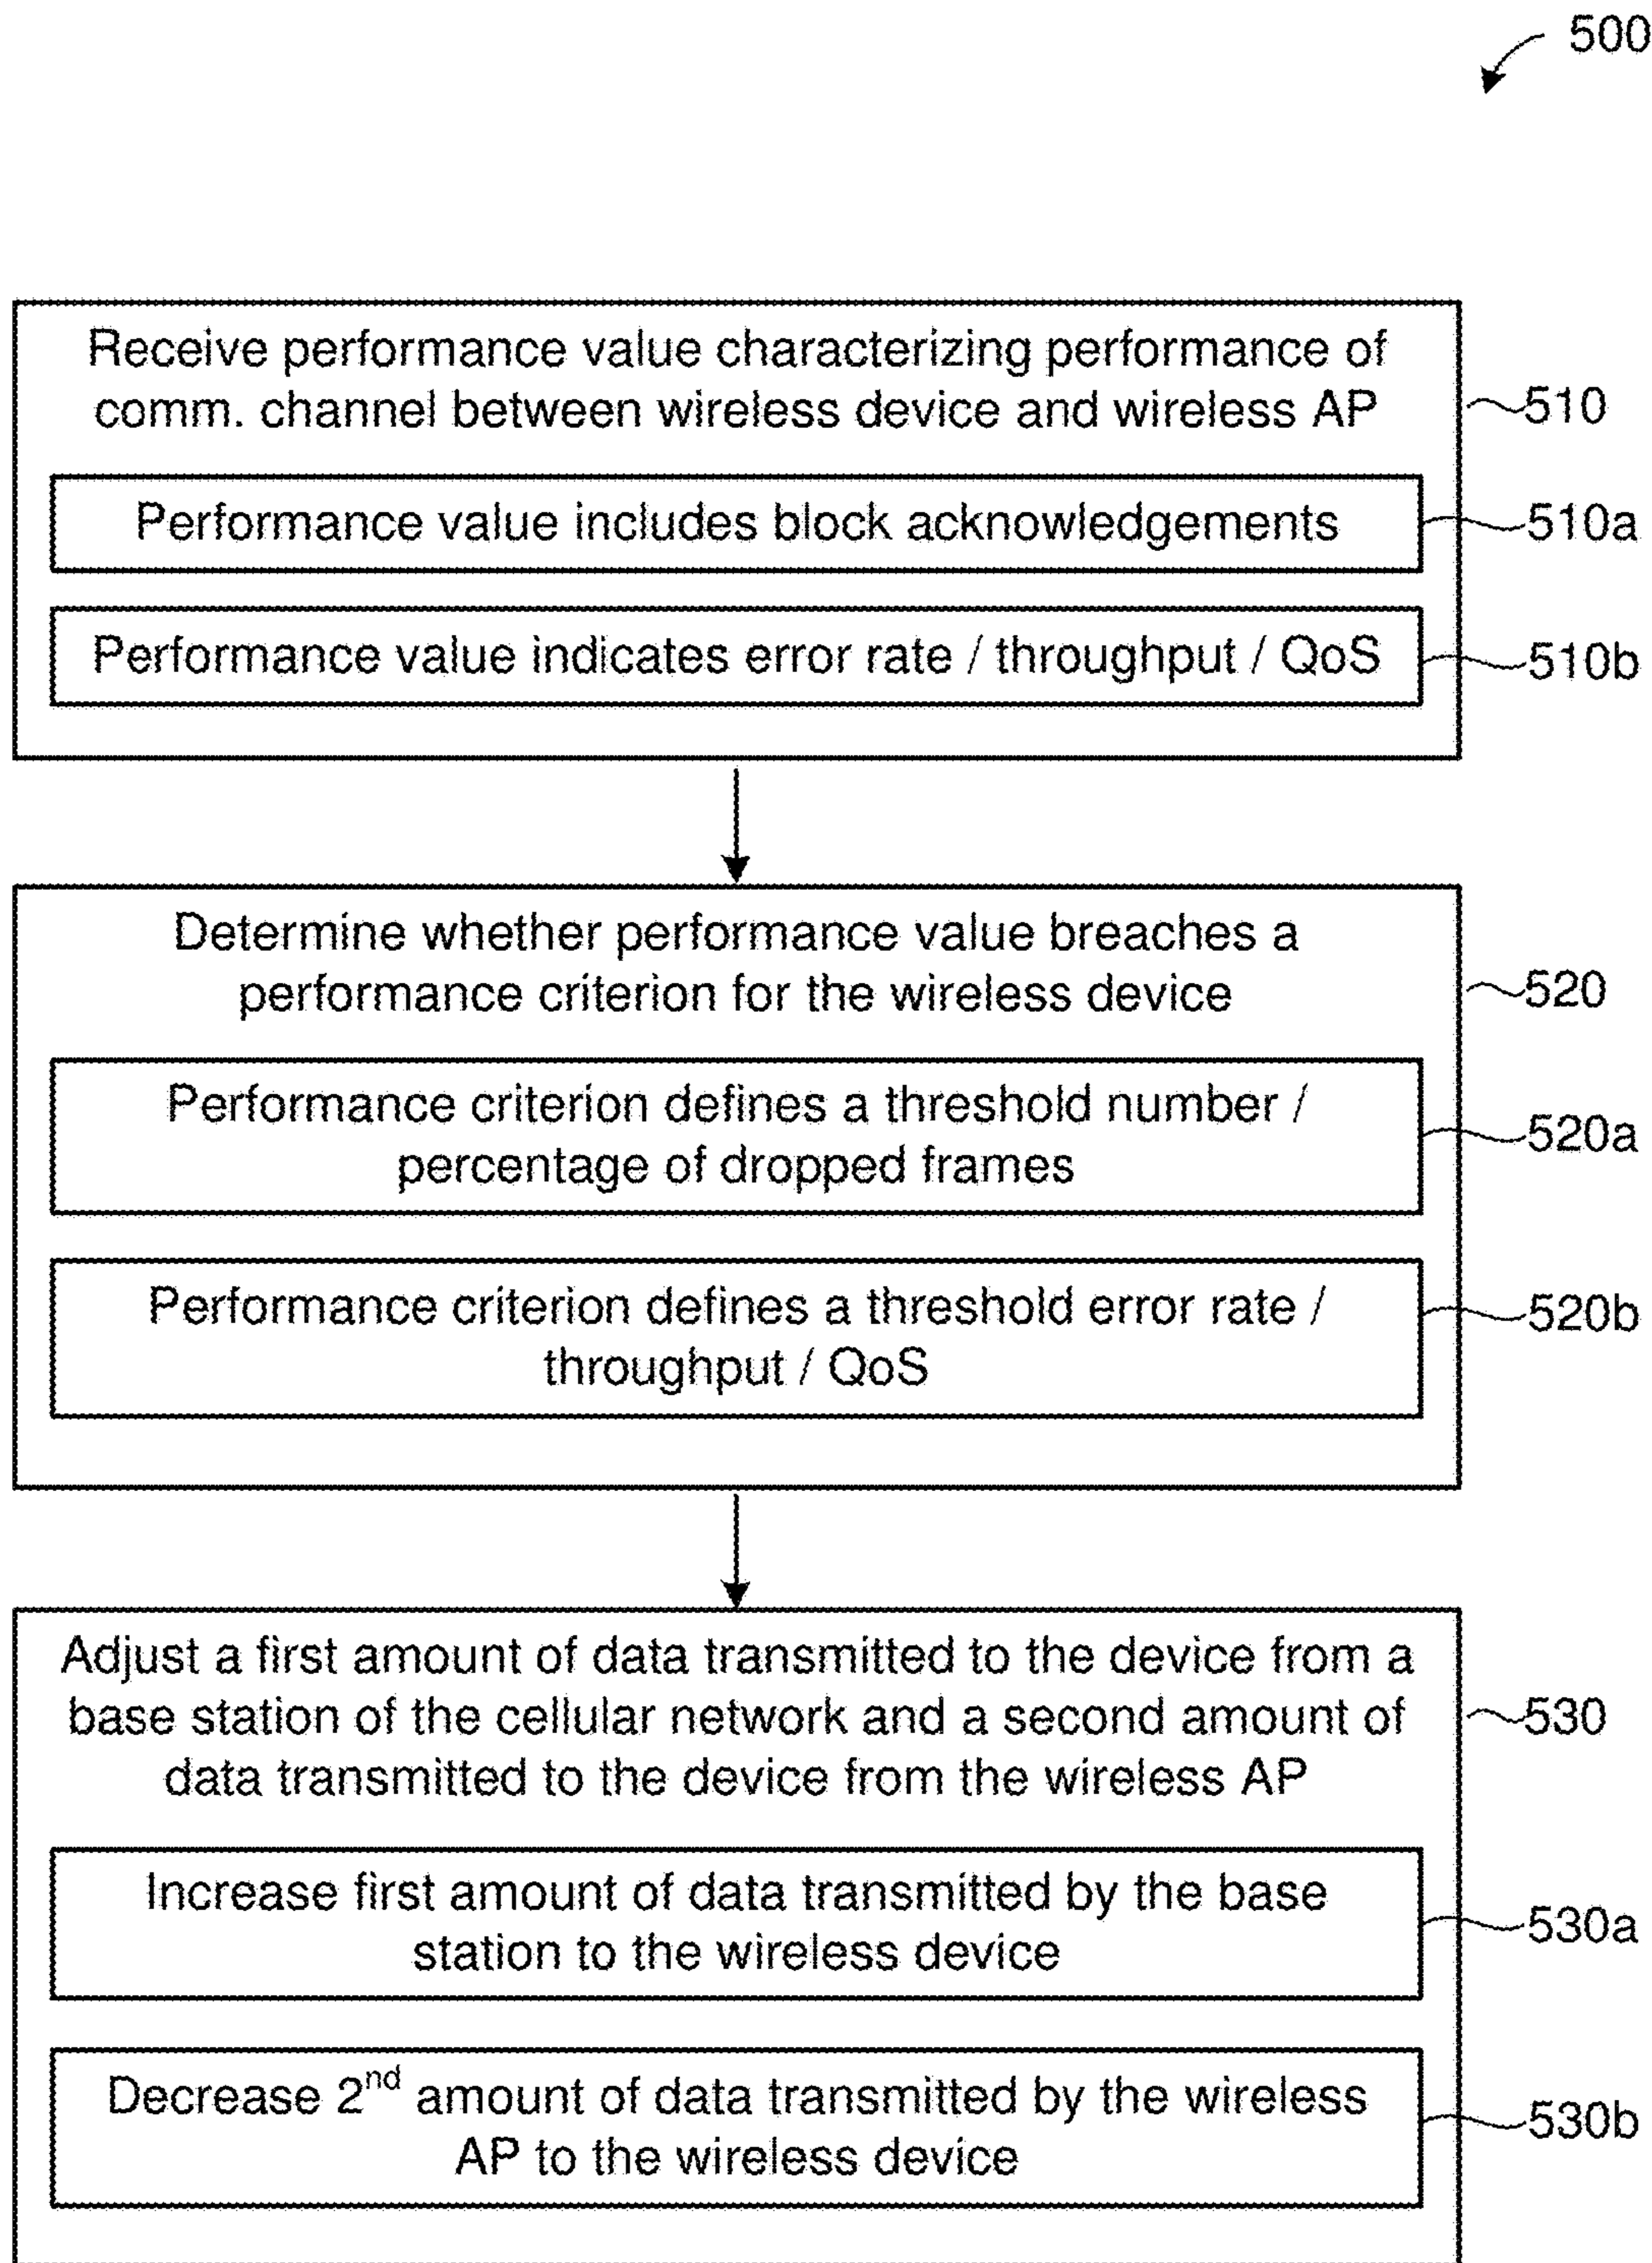 500
Receive performance value characterizing performance of
comm. channel between wireless device and wireless AP
510
Performance value includes block acknowledgements
510a
Performance value indicates error rate / throughput / QoS
510b
Determine whether performance value breaches a
performance criterion for the wireless device
520
Performance criterion defines a threshold number /
percentage of dropped frames
520a
Performance criterion defines a threshold error rate /
throughput / QoS
520b
Adjust a first amount of data transmitted to the device from a
base station of the cellular network and a second amount of
data transmitted to the device from the wireless AP
530
Increase first amount of data transmitted by the base
station to the wireless device
530a
Decrease 2nd amount of data transmitted by the wireless
AP to the wireless device
530b